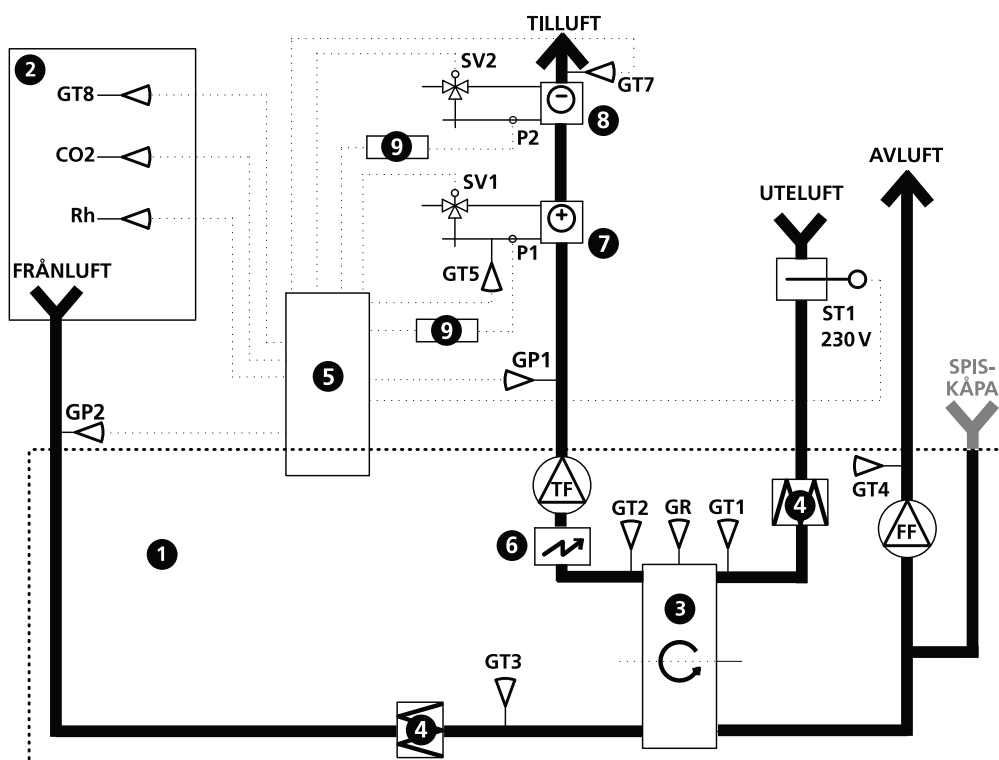 TILLUFT
2
SV2
GT7
GT8
8
9
P2
CO2
AVLUFT
SV1
UTELUFT
Rh
7
P1
FRÅNLUFT
GT5
ST1
230 V
9
GP1
5
SPIS-
KÅPA
GP2
GT4
TF
4
GT2
GR
GT1
FF
6
1
3
GT3
4